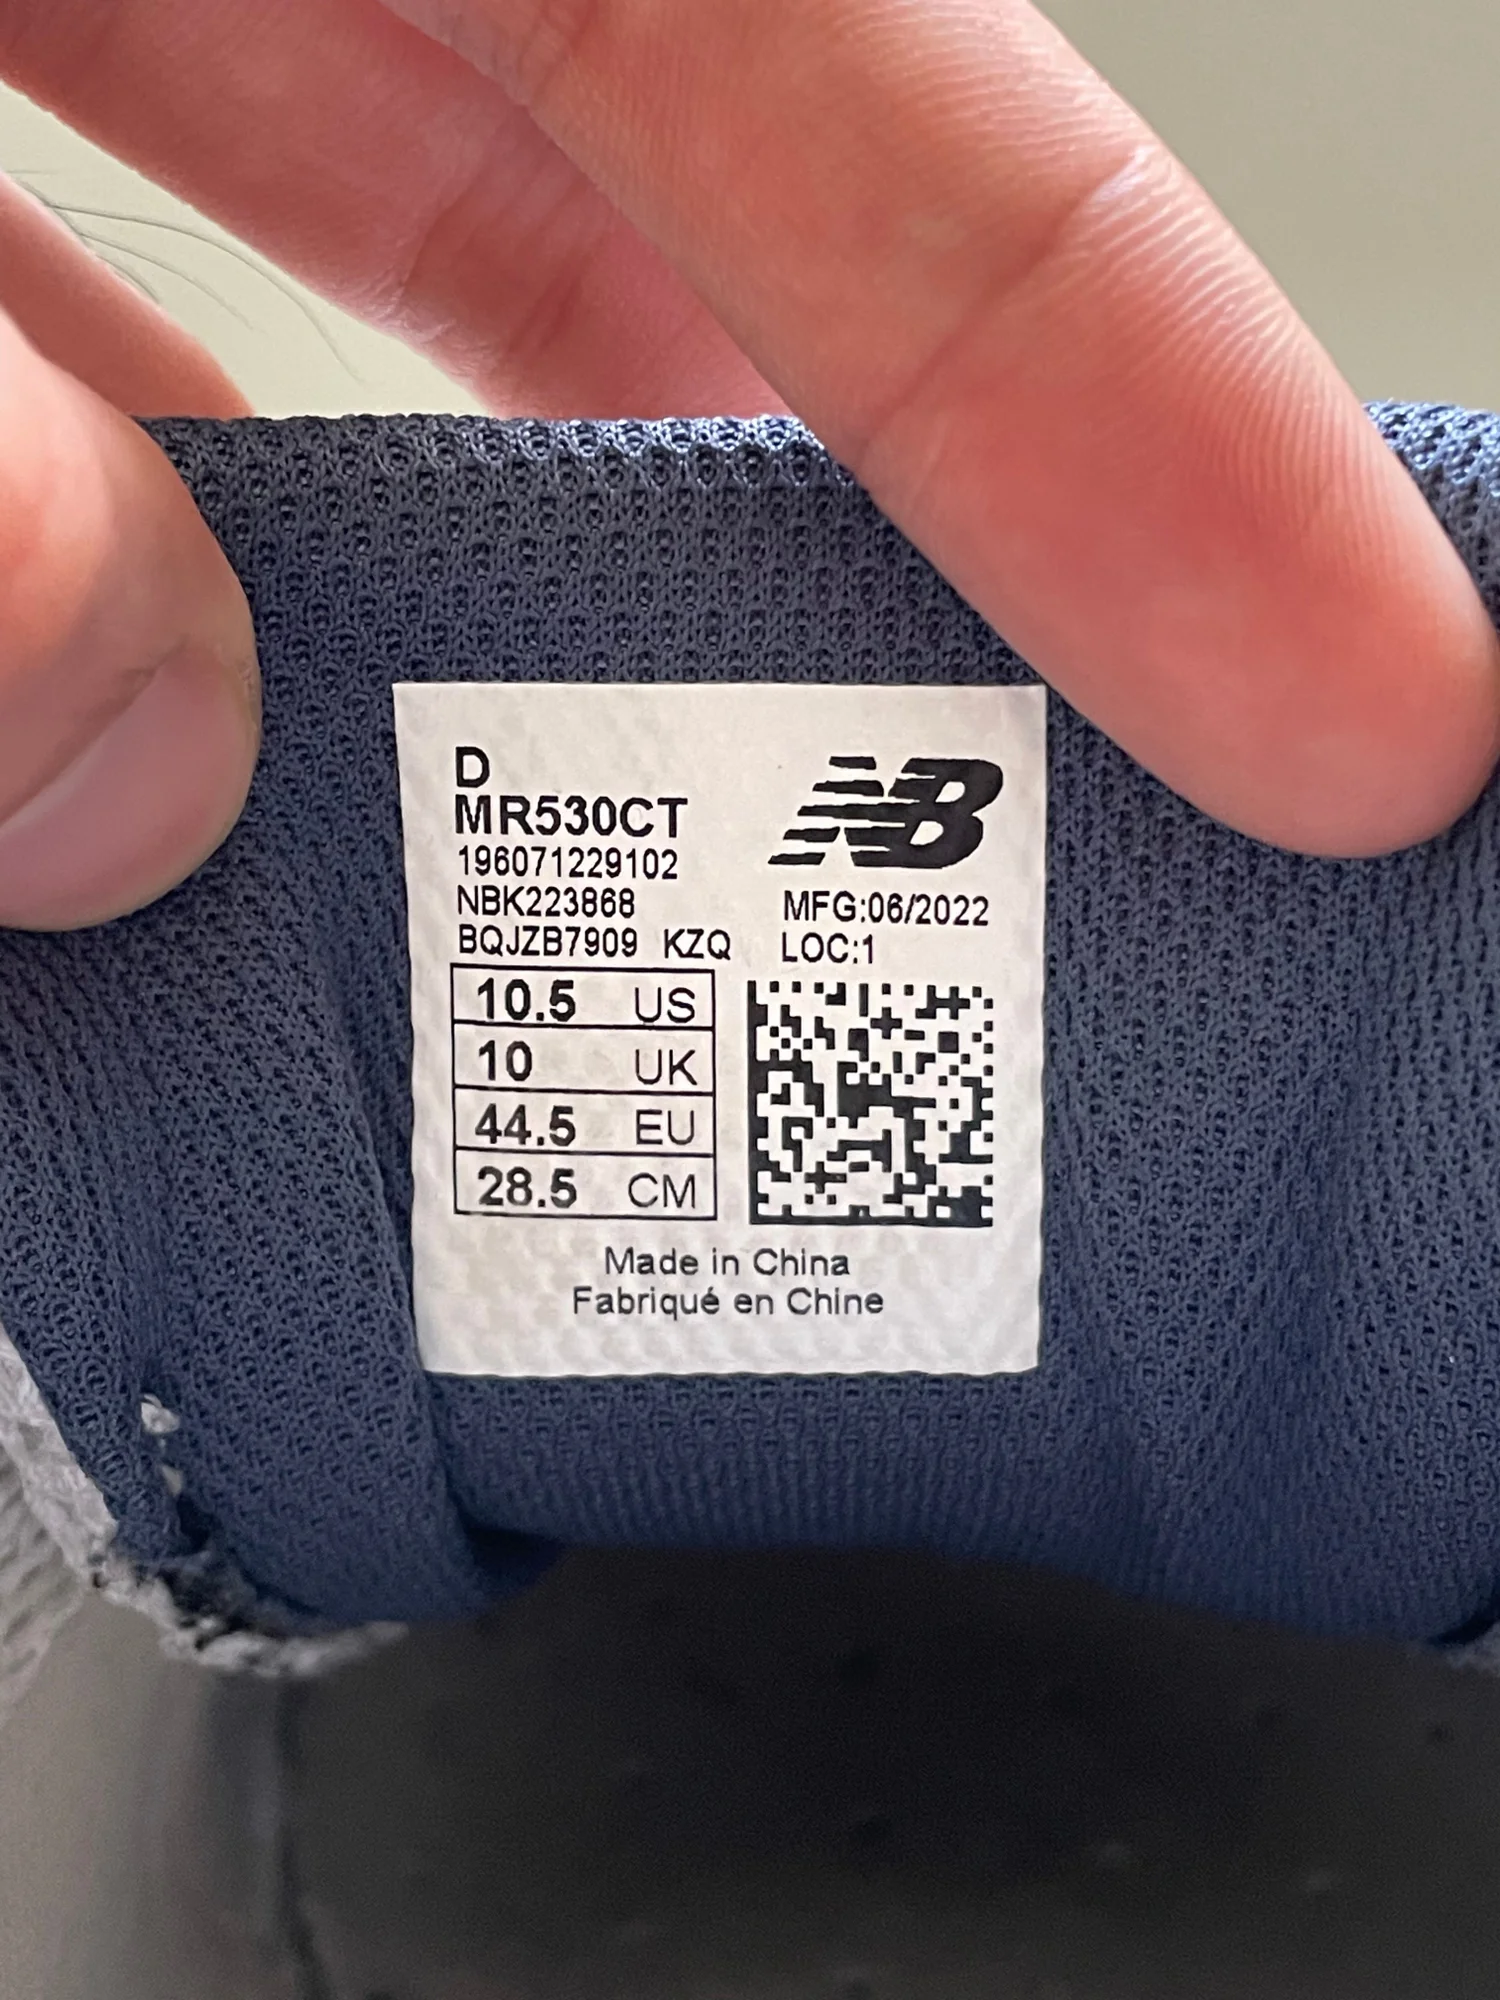 D
MR530CT
196071229102
NBK223868
BQJZB7909 KZQ
NB
MFG:06/2022
LOC:1
10.5 US
10 UK
44.5 EU
28.5 CM
Made in China
Fabriqué en Chine